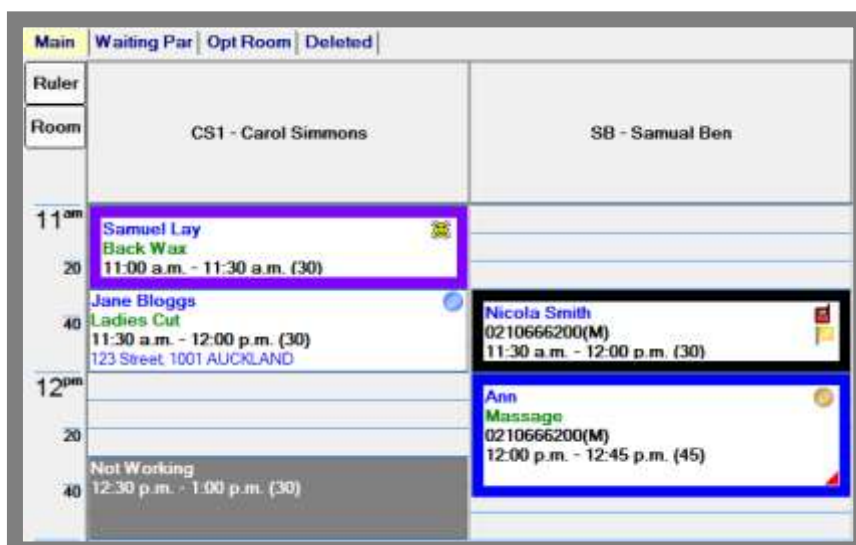 Main Waiting Par Opt Room Deleted
Ruler
Room
CS1 - Carol Simmons
SB - Samual Ben
11am
20
40
12pm
20
40
Samuel Lay
Back Wax
11:00 a.m. - 11:30 a.m. (30)
Jane Bloggs
Ladies Cut
11:30 a.m. - 12:00 p.m. (30)
123 Street, 1001 AUCKLAND
Not Working
12:30 p.m. - 1:00 p.m. (30)
Nicola Smith
0210666200(M)
11:30 a.m. - 12:00 p.m. (30)
Ann
Massage
0210666200(M)
12:00 p.m. - 12:45 p.m. (45)